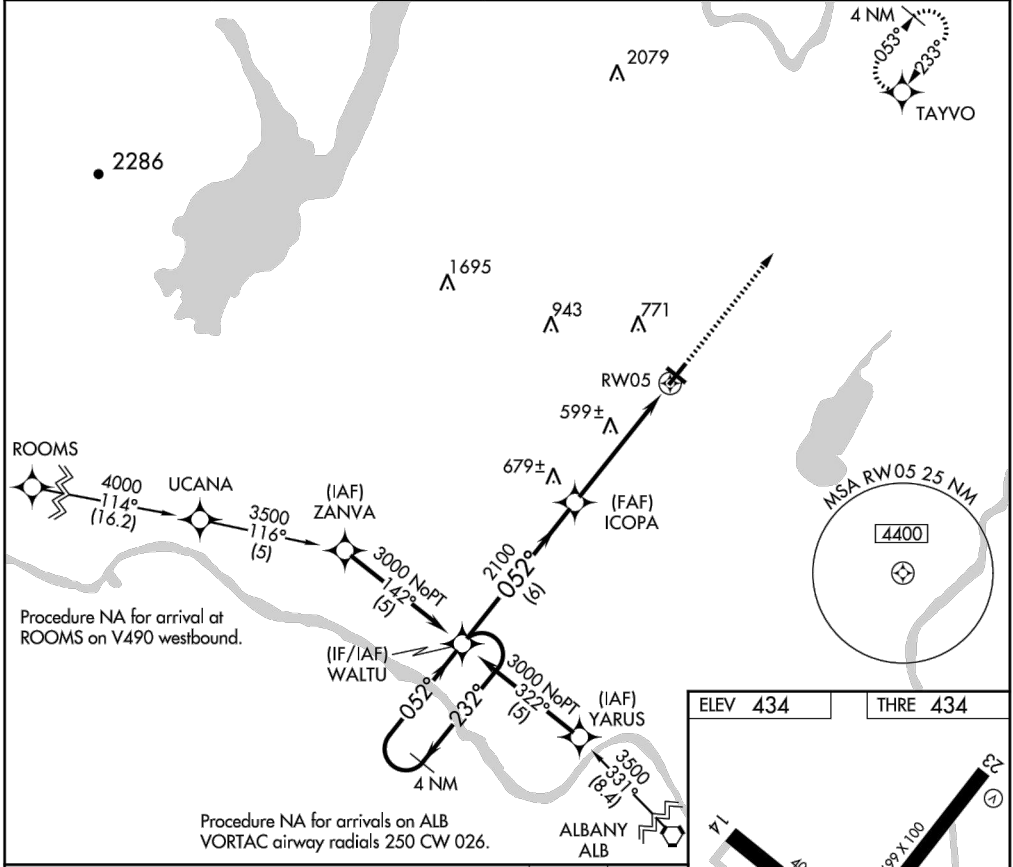 4 NM
053°
233°
TAYVO
2079
2286
1695
943
771
RW05
599±
679±
ROOMS
4000
114°
(16.2)
UCANA
3500
116°
(5)
(IAF)
ZANVA
3000 NoPT
142°
(5)
2100
052°
(6)
(FAF)
ICOPA
MSA RW05 25 NM
4400
Procedure NA for arrival at
ROOMS on V490 westbound.
(IF/IAF)
WALTU
052°
232°
4 NM
3000 NoPT
322°
(5)
(IAF)
YARUS
3500
331°
(8.4)
ALBANY
ALB
Procedure NA for arrivals on ALB
VORTAC airway radials 250 CW 026.
ELEV 434
THRE 434
23
V
14